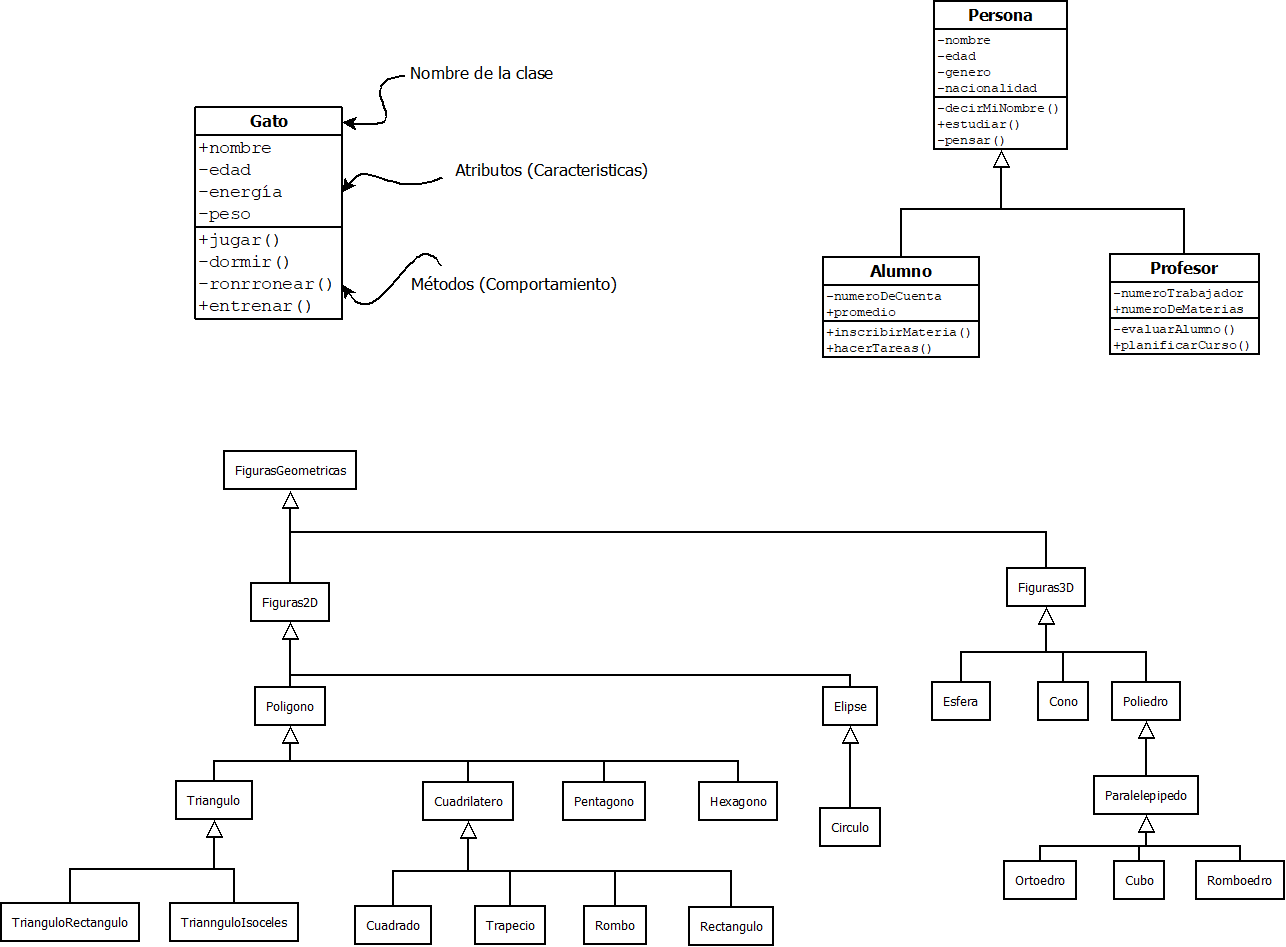 Persona
-nombre
-edad
-genero
-nacionalidad
-decirMiNombre()
+estudiar()
-pensar()
Nombre de la clase
Gato
+nombre
-edad
-energía
-peso
+jugar()
-dormir()
-ronrronear()
+entrenar()
Atributos (Caracteristicas)
Métodos (Comportamiento)
Alumno
-numeroDeCuenta
+promedio
+inscribirMateria()
+hacerTareas()
Profesor
-numeroTrabajador
+numeroDeMaterias
-evaluarAlumno()
+planificarCurso()
FigurasGeometricas
Figuras2D
Figuras3D
Poligono
Elipse
Esfera
Cono
Poliedro
Triangulo
Cuadrilatero
Pentagono
Hexagono
Circulo
Paralelepipedo
Ortoedro
Cubo
Romboedro
TrianguloRectangulo
TriannguloIsoceles
Cuadrado
Trapecio
Rombo
Rectangulo